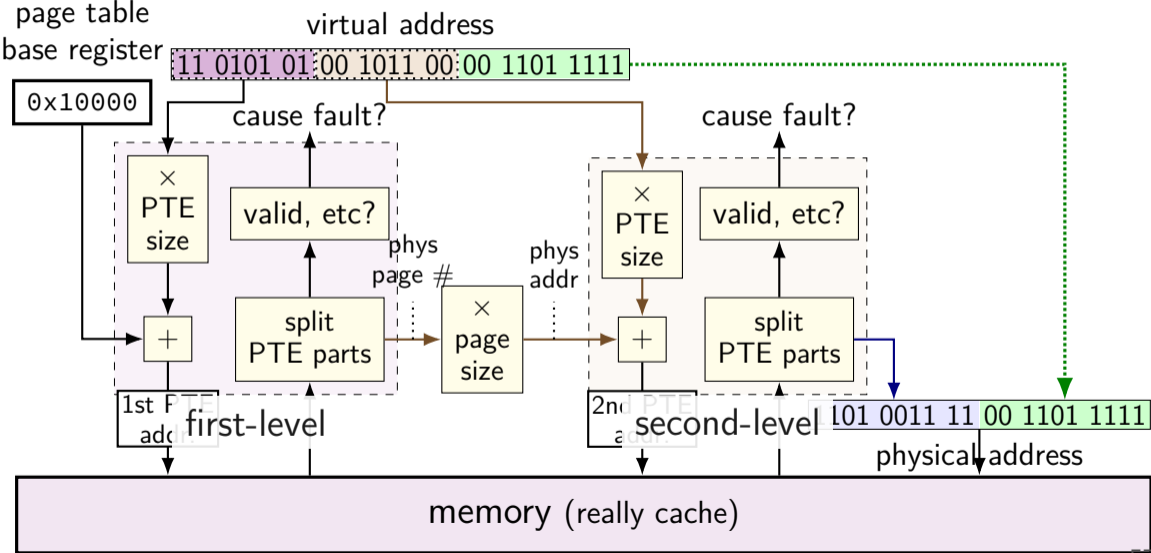 page table
base register
virtual address
11 0101 01 00 1011 00 00 1101 1111
0x10000
cause fault?
cause fault?
×
PTE
size
valid, etc?
×
PTE
size
valid, etc?
phys
page #
phys
addr
+
split
PTE parts
×
page
size
+
split
PTE parts
1st PTE
addr.
first-level
2nd PTE
addr.
second-level
1101 0011 11 00 1101 1111
physical address
memory (really cache)